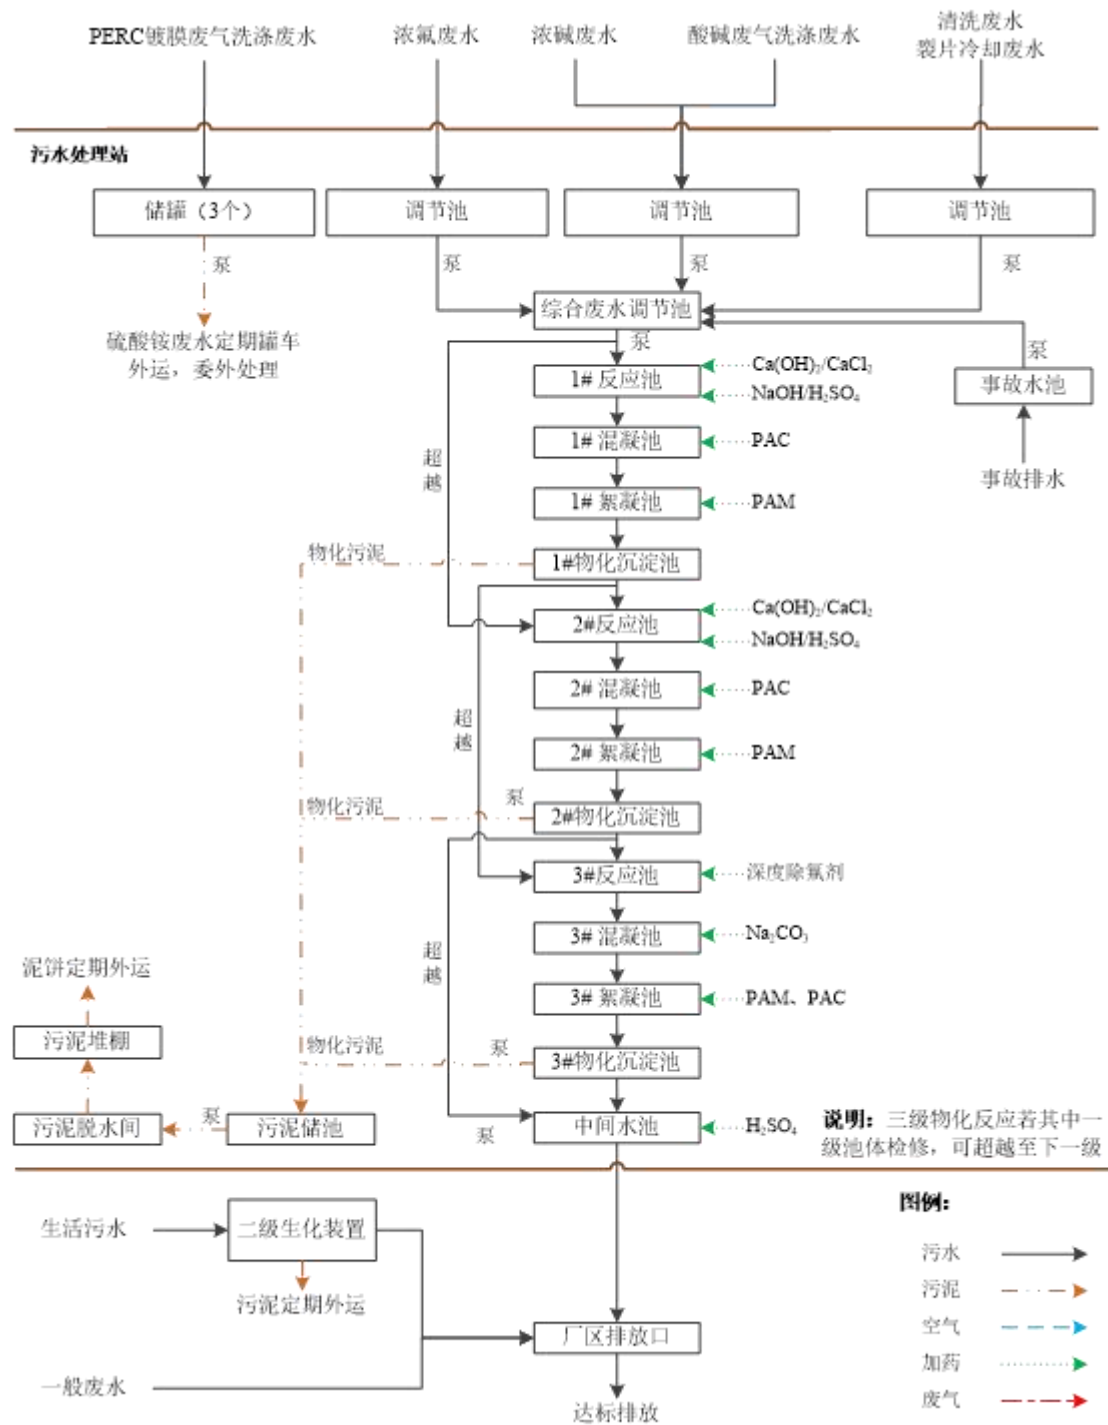 PERC镀膜废气洗涤废水
浓氟废水
浓碱废水
酸碱废气洗涤废水
清洗废水
裂片冷却废水
污水处理站
储罐（3个）
调节池
调节池
调节池
泵
泵
泵
泵
综合废水调节池
硫酸铵废水定期罐车
外运，委外处理
泵
泵
1# 反应池
Ca(OH)₂/CaCl₂
NaOH/H₂SO₄
事故水池
超越
1# 混凝池
PAC
事故排水
1# 絮凝池
PAM
物化污泥
1#物化沉淀池
2#反应池
Ca(OH)₂/CaCl₂
NaOH/H₂SO₄
2# 混凝池
PAC
超越
2# 絮凝池
PAM
物化污泥
泵
2#物化沉淀池
3#反应池
深度除氟剂
3# 混凝池
Na₂CO₃
超越
泥饼定期外运
3# 絮凝池
PAM、PAC
污泥堆棚
物化污泥
泵
3#物化沉淀池
污泥脱水间
泵
污泥储池
泵
中间水池
H₂SO₄
说明：三级物化反应若其中一
级池体检修，可超越至下一级
生活污水
二级生化装置
污泥定期外运
一般废水
厂区排放口
达标排放
图例：
污水
污泥
空气
加药
废气